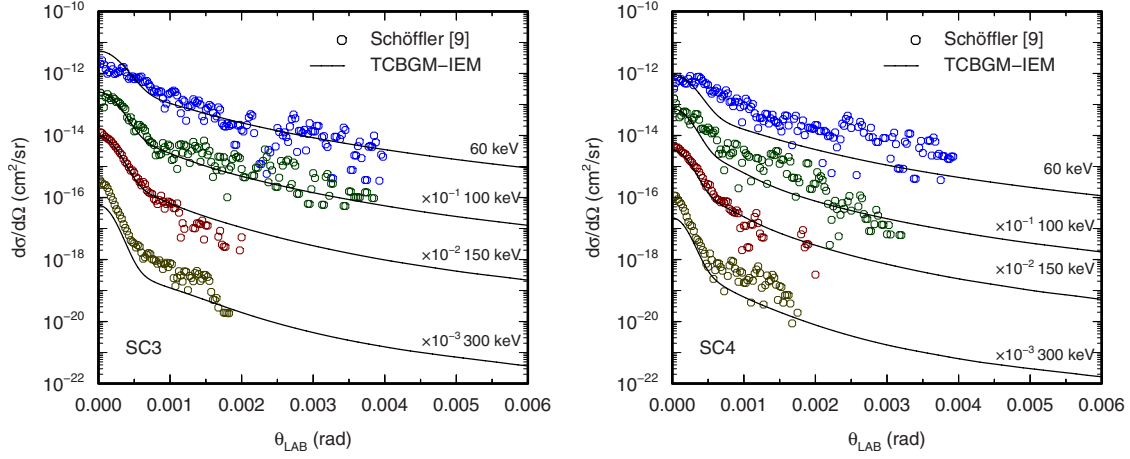 10⁻¹⁰
10⁻¹²
10⁻¹⁴
10⁻¹⁶
10⁻¹⁸
10⁻²⁰
10⁻²²
dσ/dΩ (cm²/sr)
Schöffler [9]
TCBGM–IEM
60 keV
×10⁻¹ 100 keV
×10⁻² 150 keV
×10⁻³ 300 keV
SC3
0.000 0.001 0.002 0.003 0.004 0.005 0.006
θ_LAB (rad)
10⁻¹⁰
10⁻¹²
10⁻¹⁴
10⁻¹⁶
10⁻¹⁸
10⁻²⁰
10⁻²²
dσ/dΩ (cm²/sr)
Schöffler [9]
TCBGM–IEM
60 keV
×10⁻¹ 100 keV
×10⁻² 150 keV
×10⁻³ 300 keV
SC4
0.000 0.001 0.002 0.003 0.004 0.005 0.006
θ_LAB (rad)